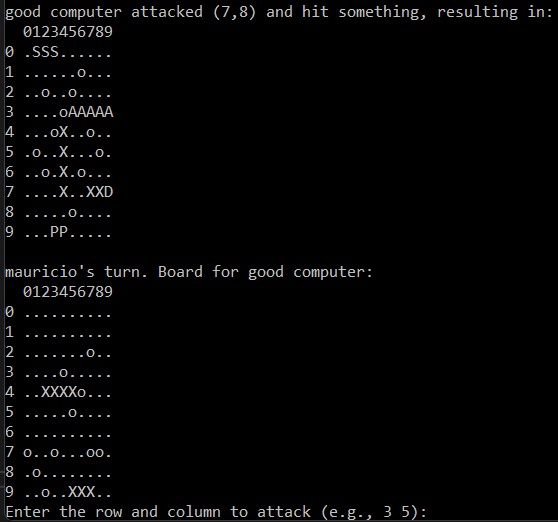 good computer attacked (7,8) and hit something, resulting in:
  0123456789
0 .SSS......
1 ......o...
2 ..o..o....
3 ....oAAAAA
4 ...oX..o..
5 .o..X...o.
6 ..o.X.o...
7 ....X..XXD
8 .....o....
9 ...PP.....

mauricio's turn. Board for good computer:
  0123456789
0 ..........
1 ..........
2 .......o..
3 ....o.....
4 ..XXXXo...
5 .....o....
6 ..........
7 o..o...oo.
8 .o........
9 ..o..XXX..
Enter the row and column to attack (e.g., 3 5):